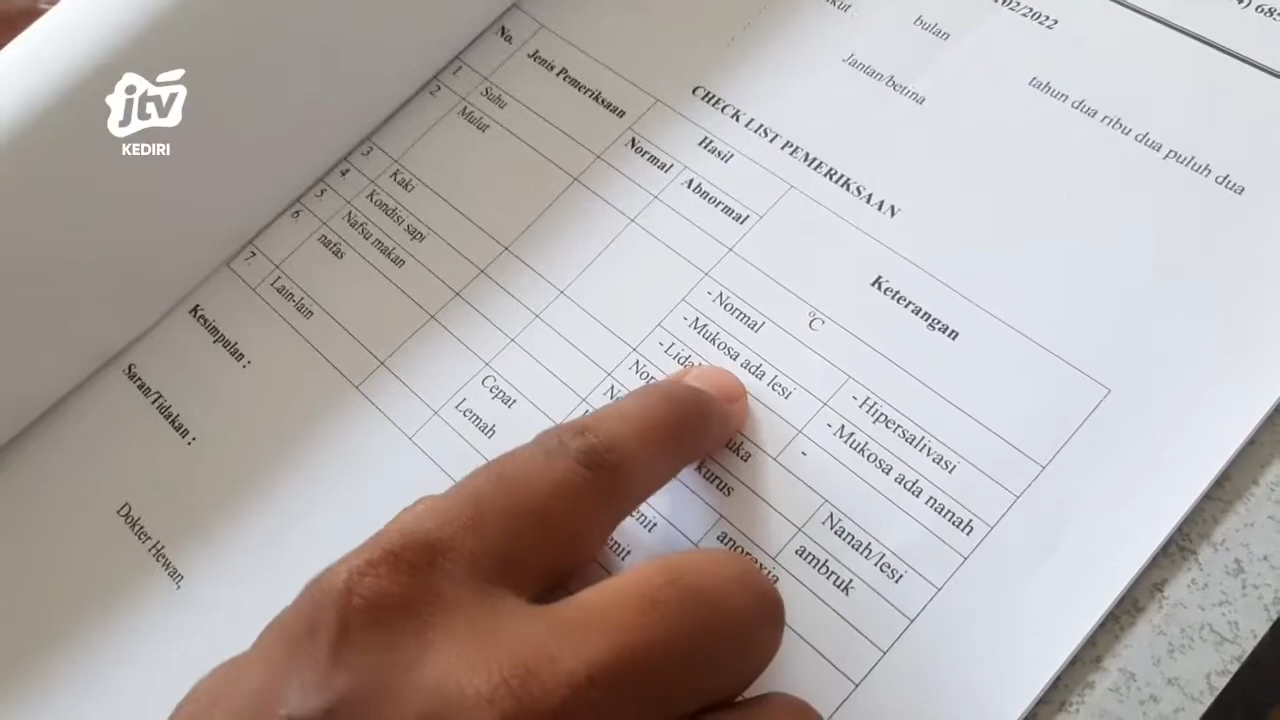 jtv
KEDIRI
02/2022
bulan
tahun dua ribu dua puluh dua
Jantan/betina
CHECK LIST PEMERIKSAAN
No. Jenis Pemeriksaan Hasil Keterangan
Normal Abnormal
1. Suhu °C
2. Mulut - Normal - Hipersalivasi
- Mukosa ada lesi - Mukosa ada nanah
-
3. Kaki Nanah/lesi
4. Kondisi sapi kurus ambruk
5. Nafsu makan anorexia
6. nafas Cepat
Lemah
7. Lain-lain
Kesimpulan :
Saran/Tidakan :
Dokter Hewan,